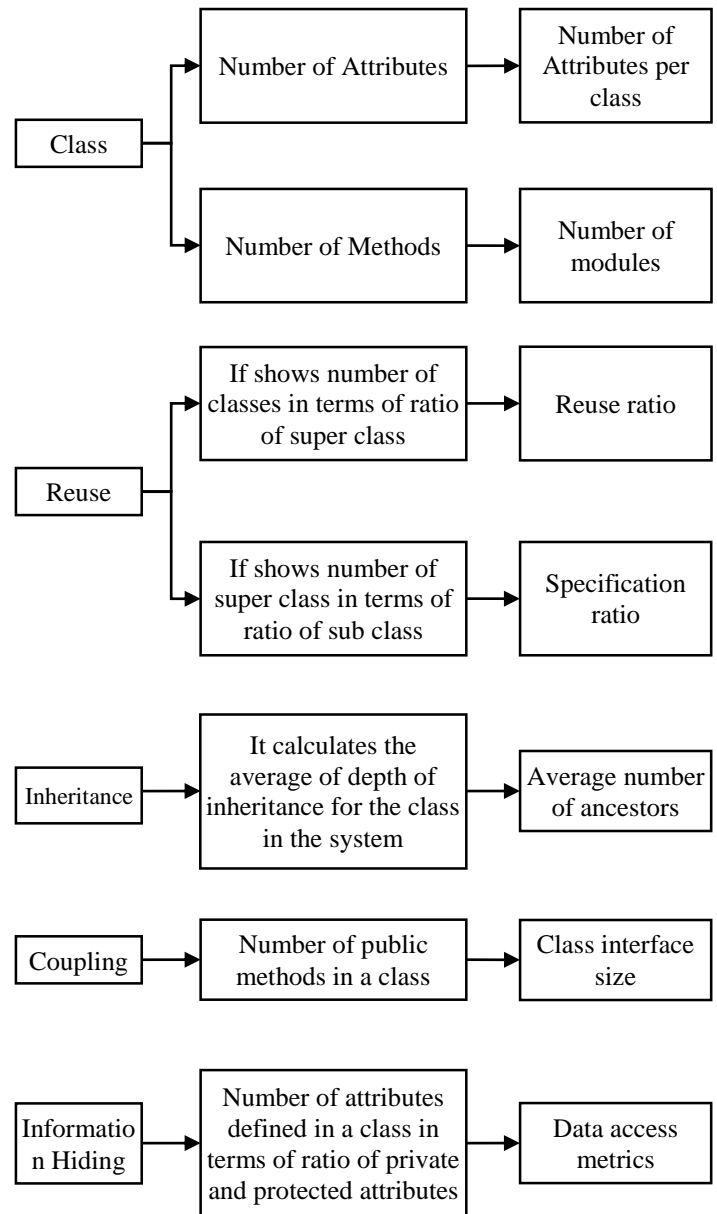 Number of Attributes
Number of
Attributes per
class
Class
Number of Methods
Number of
modules
If shows number of
classes in terms of ratio
of super class
Reuse ratio
Reuse
If shows number of
super class in terms of
ratio of sub class
Specification
ratio
Inheritance
It calculates the
average of depth of
inheritance for the class
in the system
Average number
of ancestors
Coupling
Number of public
methods in a class
Class interface
size
Informatio
n Hiding
Number of attributes
defined in a class in
terms of ratio of private
and protected attributes
Data access
metrics